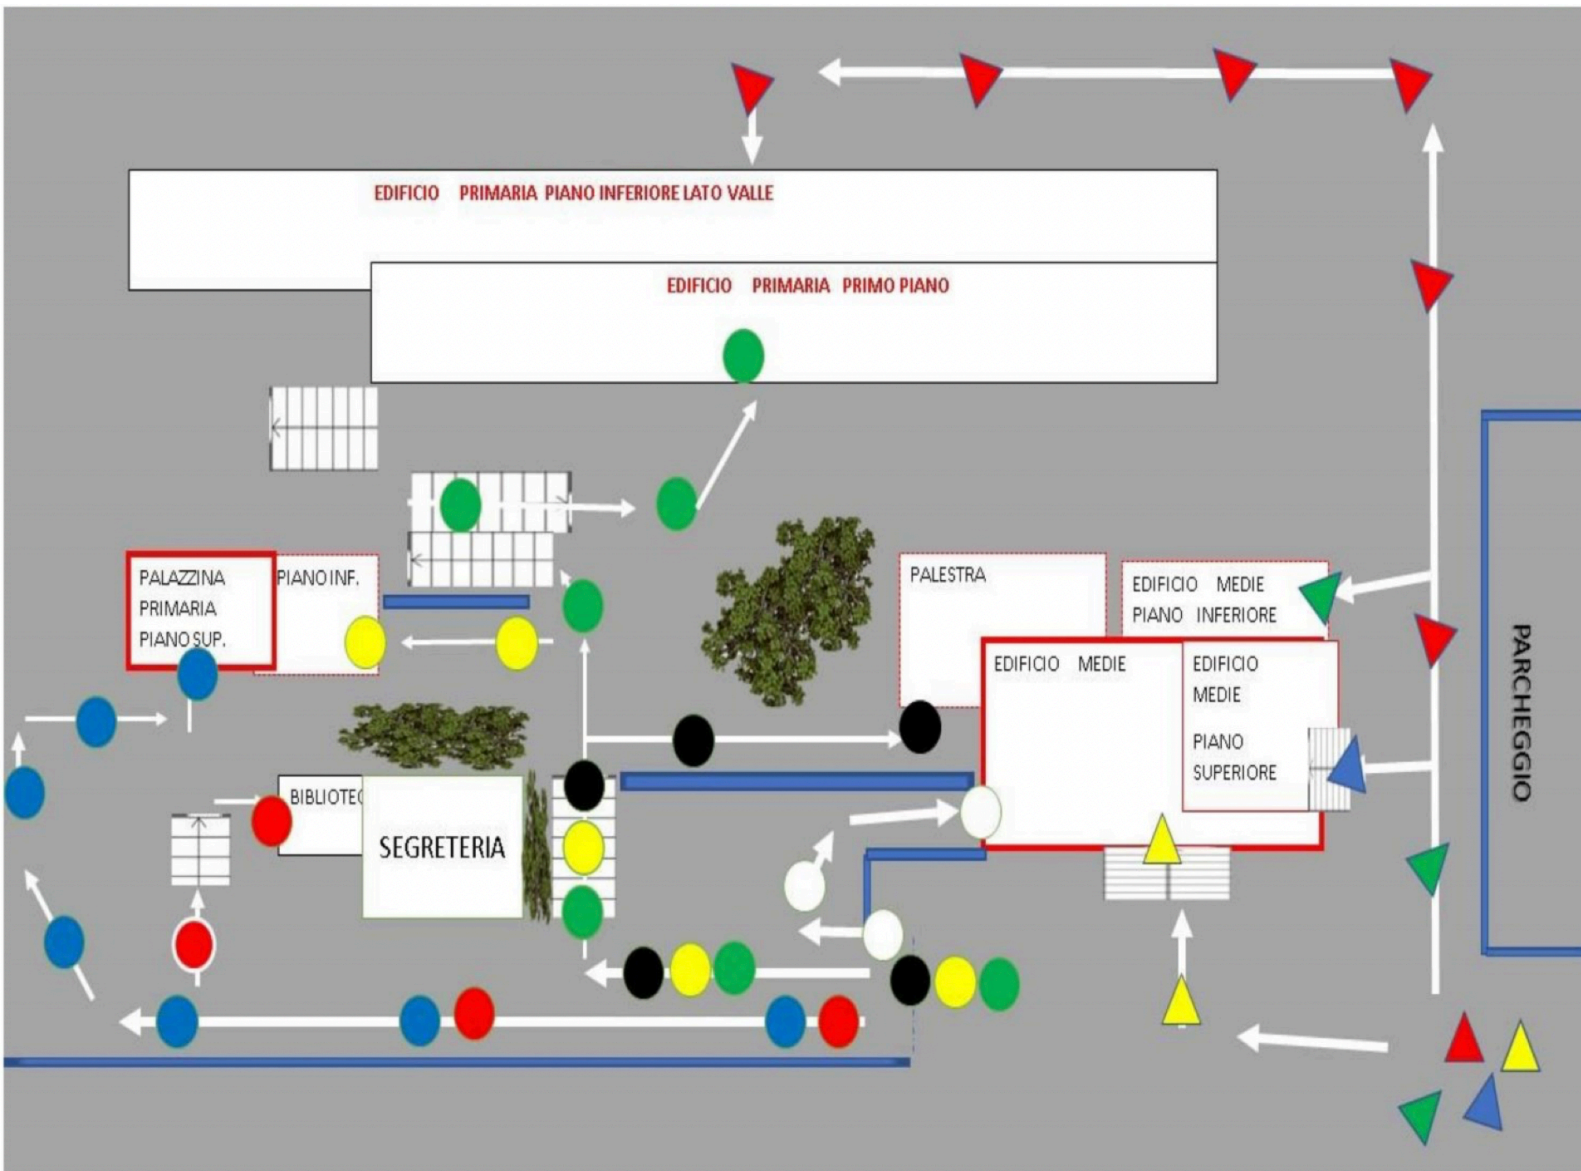 EDIFICIO PRIMARIA PIANO INFERIORE LATO VALLE
EDIFICIO PRIMARIA PRIMO PIANO
PALAZZINA
PRIMARIA
PIANO SUP.
PIANO INF.
PALESTRA
EDIFICIO MEDIE
PIANO INFERIORE
EDIFICIO MEDIE
EDIFICIO
MEDIE
PIANO
SUPERIORE
PARCHEGGIO
BIBLIOTEC
SEGRETERIA